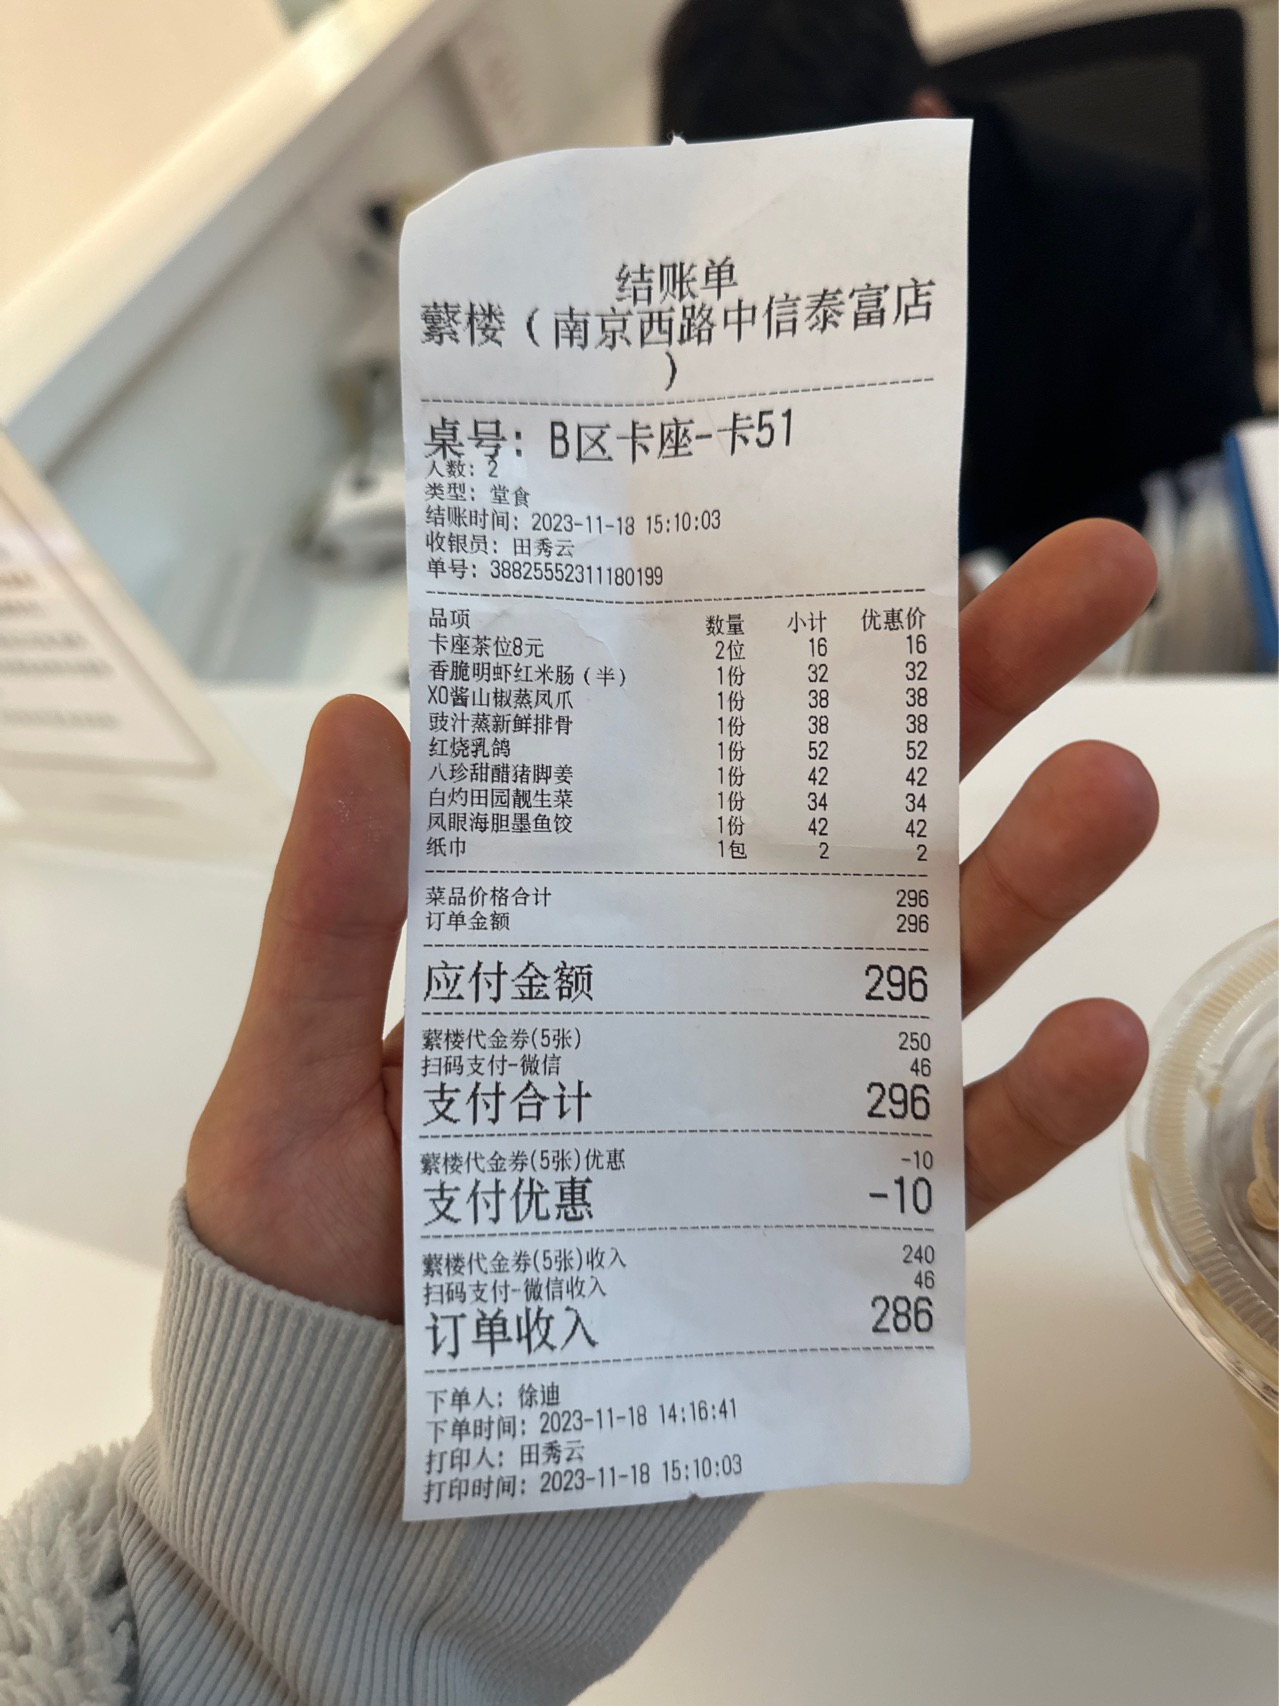 结账单
蘩楼（南京西路中信泰富店
）
桌号: B区卡座-卡51
人数: 2
类型: 堂食
结账时间: 2023-11-18 15:10:03
收银员: 田秀云
单号: 38825552311180199
品项 数量 小计 优惠价
卡座茶位8元 2位 16 16
香脆明虾红米肠(半) 1份 32 32
XO酱山椒蒸凤爪 1份 38 38
豉汁蒸新鲜排骨 1份 38 38
红烧乳鸽 1份 52 52
八珍甜醋猪脚姜 1份 42 42
白灼田园靓生菜 1份 34 34
凤眼海胆墨鱼饺 1份 42 42
纸巾 1包 2 2
菜品价格合计 296
订单金额 296
应付金额 296
蘩楼代金券(5张) 250
扫码支付-微信 46
支付合计 296
蘩楼代金券(5张)优惠 -10
支付优惠 -10
蘩楼代金券(5张)收入 240
扫码支付-微信收入 46
订单收入 286
下单人: 徐迪
下单时间: 2023-11-18 14:16:41
打印人: 田秀云
打印时间: 2023-11-18 15:10:03